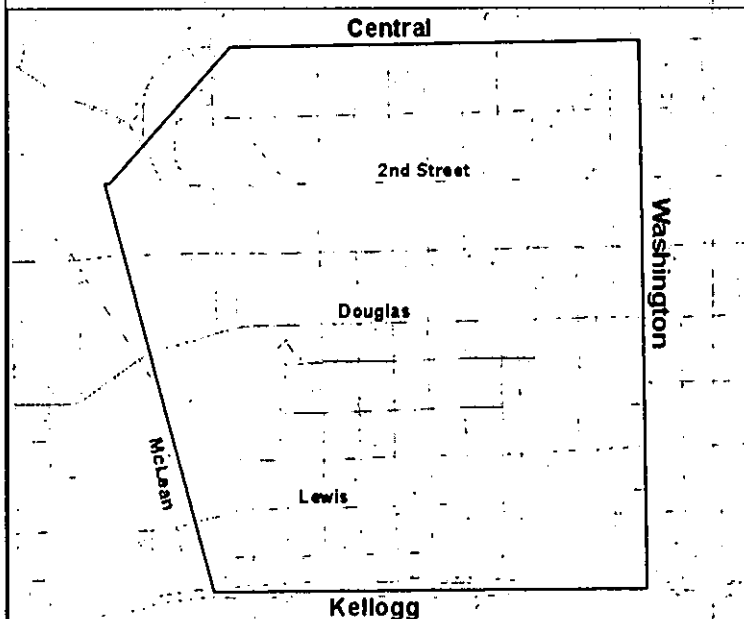 Central
2nd Street
Washington
Douglas
McLean
Lewis
Kellogg